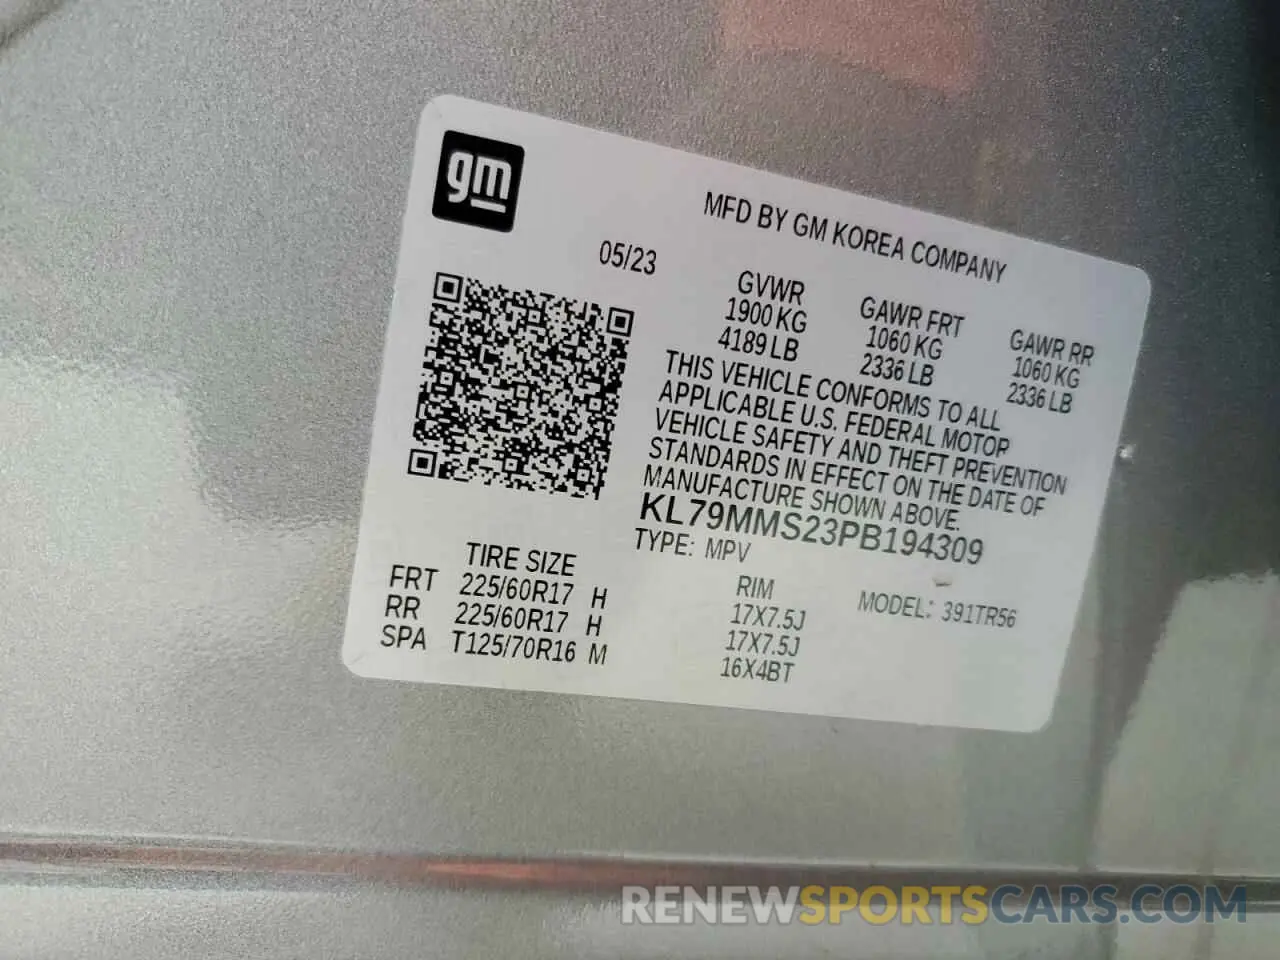 gm
MFD BY GM KOREA COMPANY
05/23
GVWR GAWR FRT GAWR RR
1900 KG 1060 KG 1060 KG
4189 LB 2336 LB 2336 LB
THIS VEHICLE CONFORMS TO ALL
APPLICABLE U.S. FEDERAL MOTOR
VEHICLE SAFETY AND THEFT PREVENTION
STANDARDS IN EFFECT ON THE DATE OF
MANUFACTURE SHOWN ABOVE.
KL79MMS23PB194309
TYPE: MPV
MODEL: 391TR56
TIRE SIZE RIM
FRT 225/60R17 H 17X7.5J
RR 225/60R17 H 17X7.5J
SPA T125/70R16 M 16X4BT
RENEWSPORTSCARS.COM